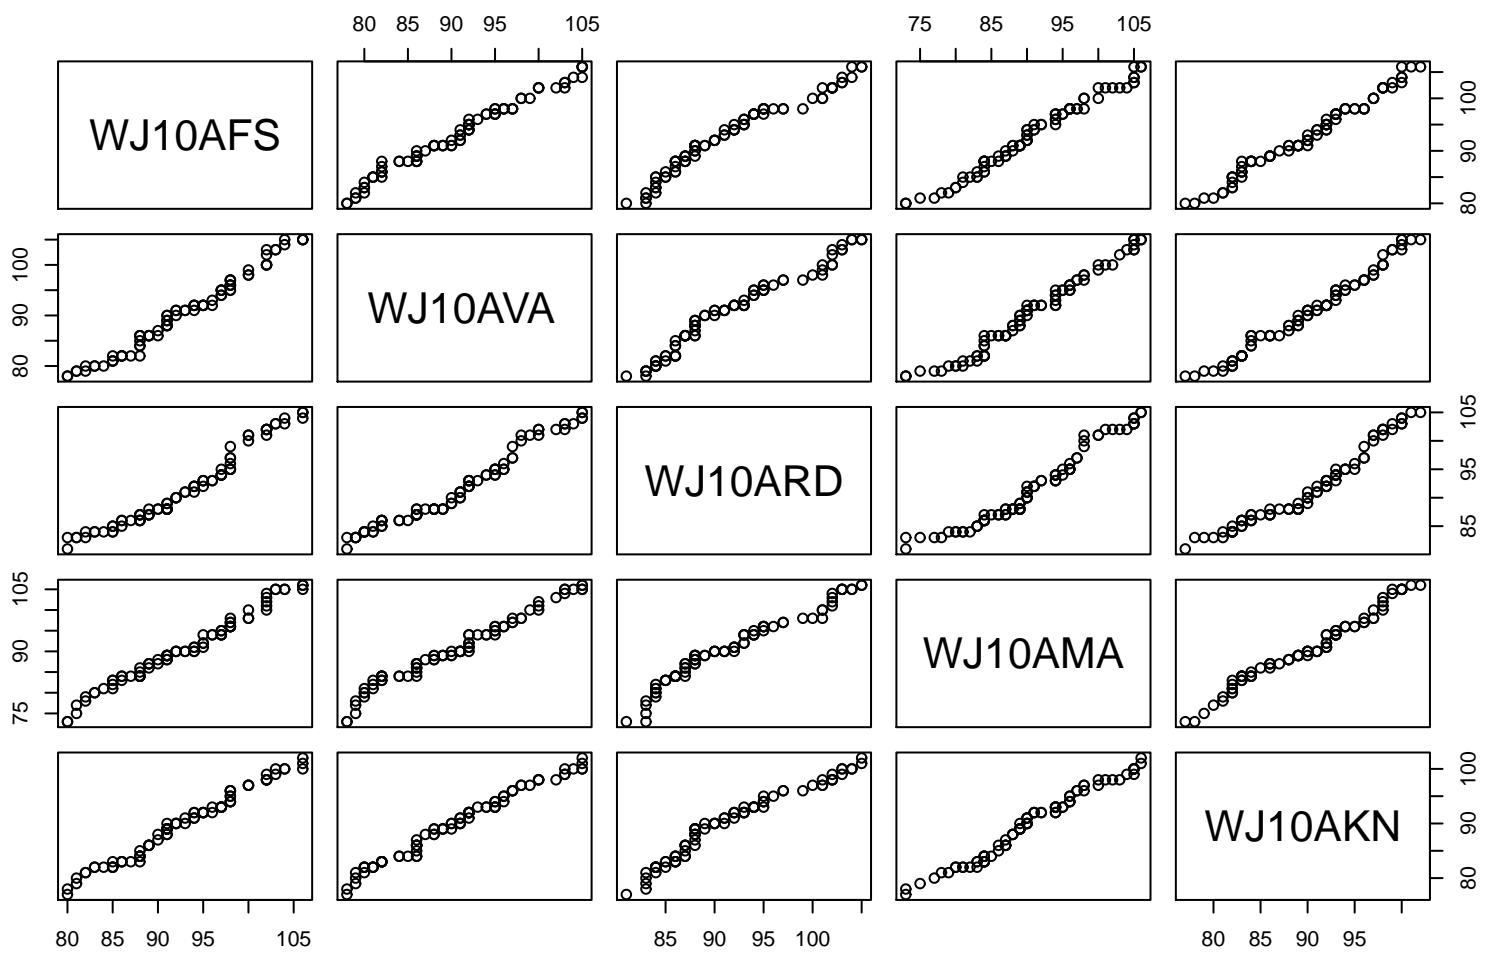 80 85 90 95 105
75 85 95 105
WJ10AFS
80 90 100
80 90 100
WJ10AVA
WJ10ARD
85 95 105
75 90 105
WJ10AMA
WJ10AKN
80 90 100
80 85 90 95 105
85 90 95 100
80 85 90 95